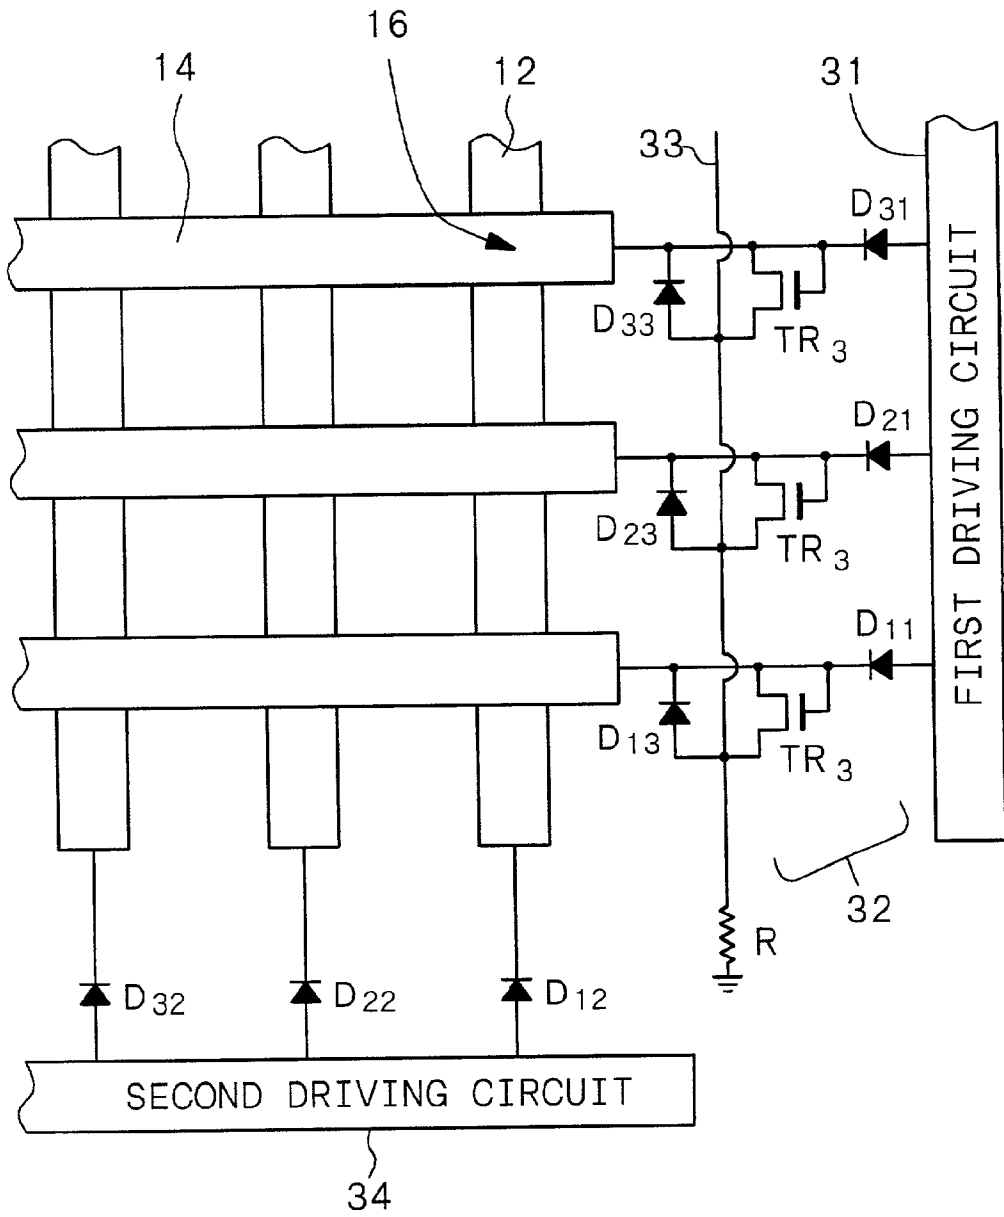 16
14
12
31
33
D31
D33
TR3
D21
D23
TR3
D11
D13
TR3
FIRST DRIVING CIRCUIT
32
R
D32
D22
D12
SECOND DRIVING CIRCUIT
34